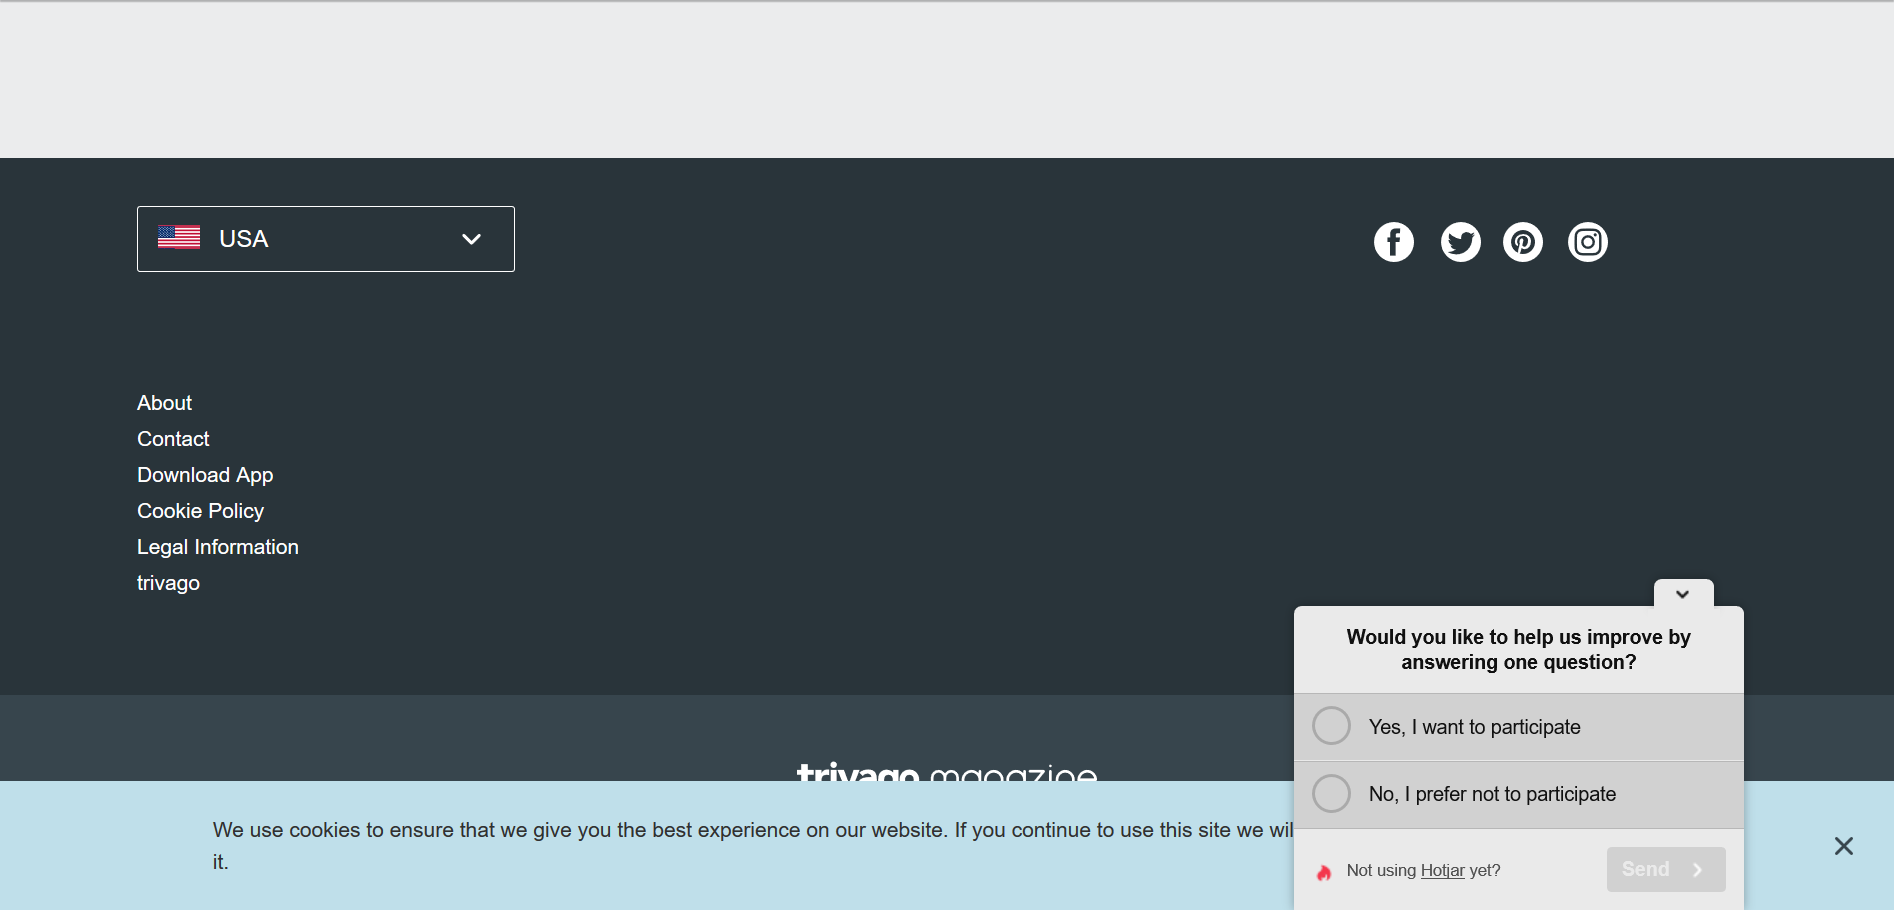 USA
About
Contact
Download App
Cookie Policy
Legal Information
trivago
Would you like to help us improve by
answering one question?
Yes, I want to participate
No, I prefer not to participate
Not using Hotjar yet?
Send
trivago magazine
We use cookies to ensure that we give you the best experience on our website. If you continue to use this site we
it.